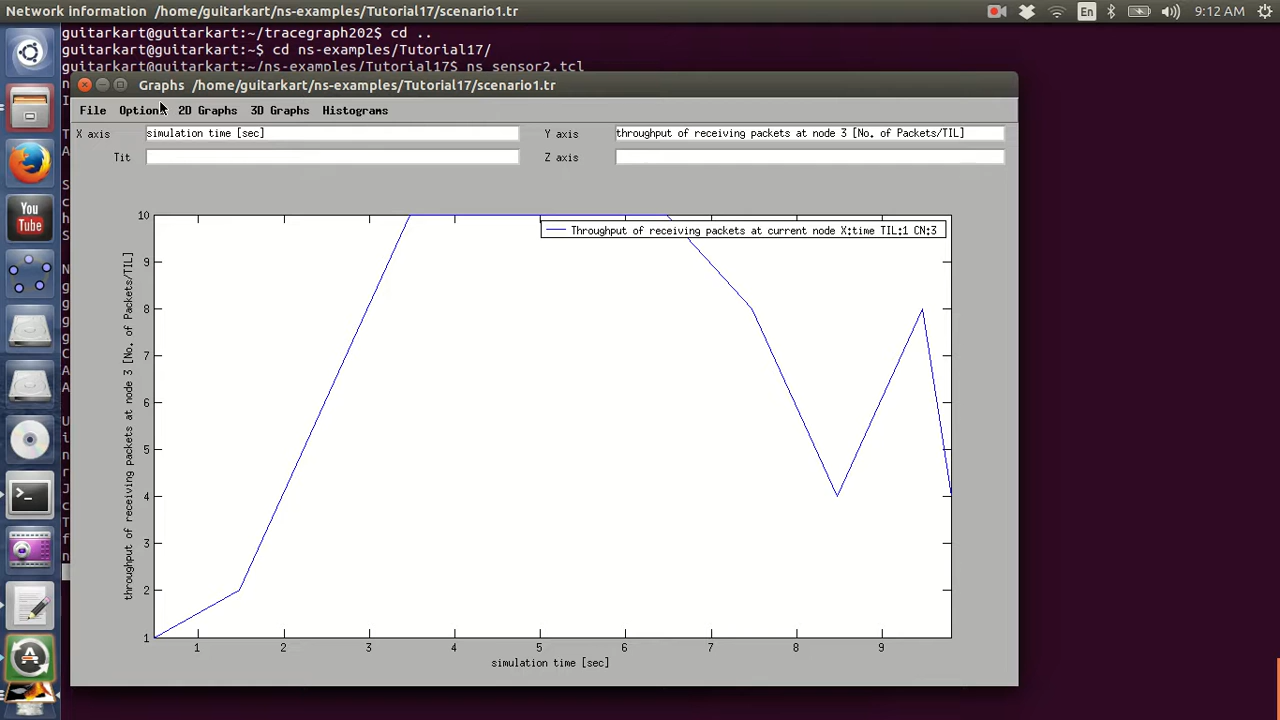 Network information /home/guitarkart/ns-examples/Tutorial17/scenario1.tr
En
9:12 AM
guitarkart@guitarkart:~/tracegraph202$ cd ..
guitarkart@guitarkart:~$ cd ns-examples/Tutorial17/
guitarkart@guitarkart:~/ns-examples/Tutorial17$ ns sensor2.tcl
Graphs /home/guitarkart/ns-examples/Tutorial17/scenario1.tr
File Option 2D Graphs 3D Graphs Histograms
X axis simulation time [sec] Y axis throughput of receiving packets at node 3 [No. of Packets/TIL]
Tit Z axis
You
Tube
Throughput of receiving packets at current node X:time TIL:1 CN:3
throughput of receiving packets at node 3 [No. of Packets/TIL]
10
9
8
7
6
5
4
3
2
1
1 2 3 4 5 6 7 8 9
simulation time [sec]